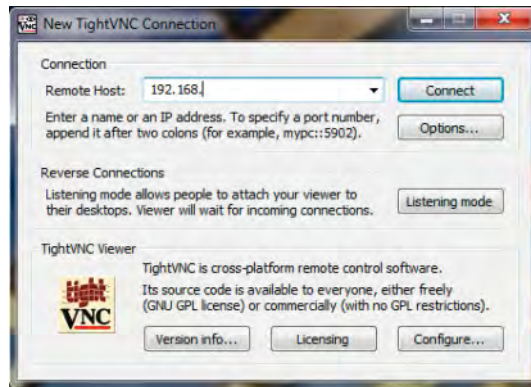 New TightVNC Connection
Connection
Remote Host: 192.168. Connect
Enter a name or an IP address. To specify a port number,
append it after two colons (for example, mypc::5902).
Options...
Reverse Connections
Listening mode allows people to attach your viewer to
their desktops. Viewer will wait for incoming connections.
Listening mode
TightVNC Viewer
TightVNC is cross-platform remote control software.
Its source code is available to everyone, either freely
(GNU GPL license) or commercially (with no GPL restrictions).
tight
VNC
Version info... Licensing Configure...